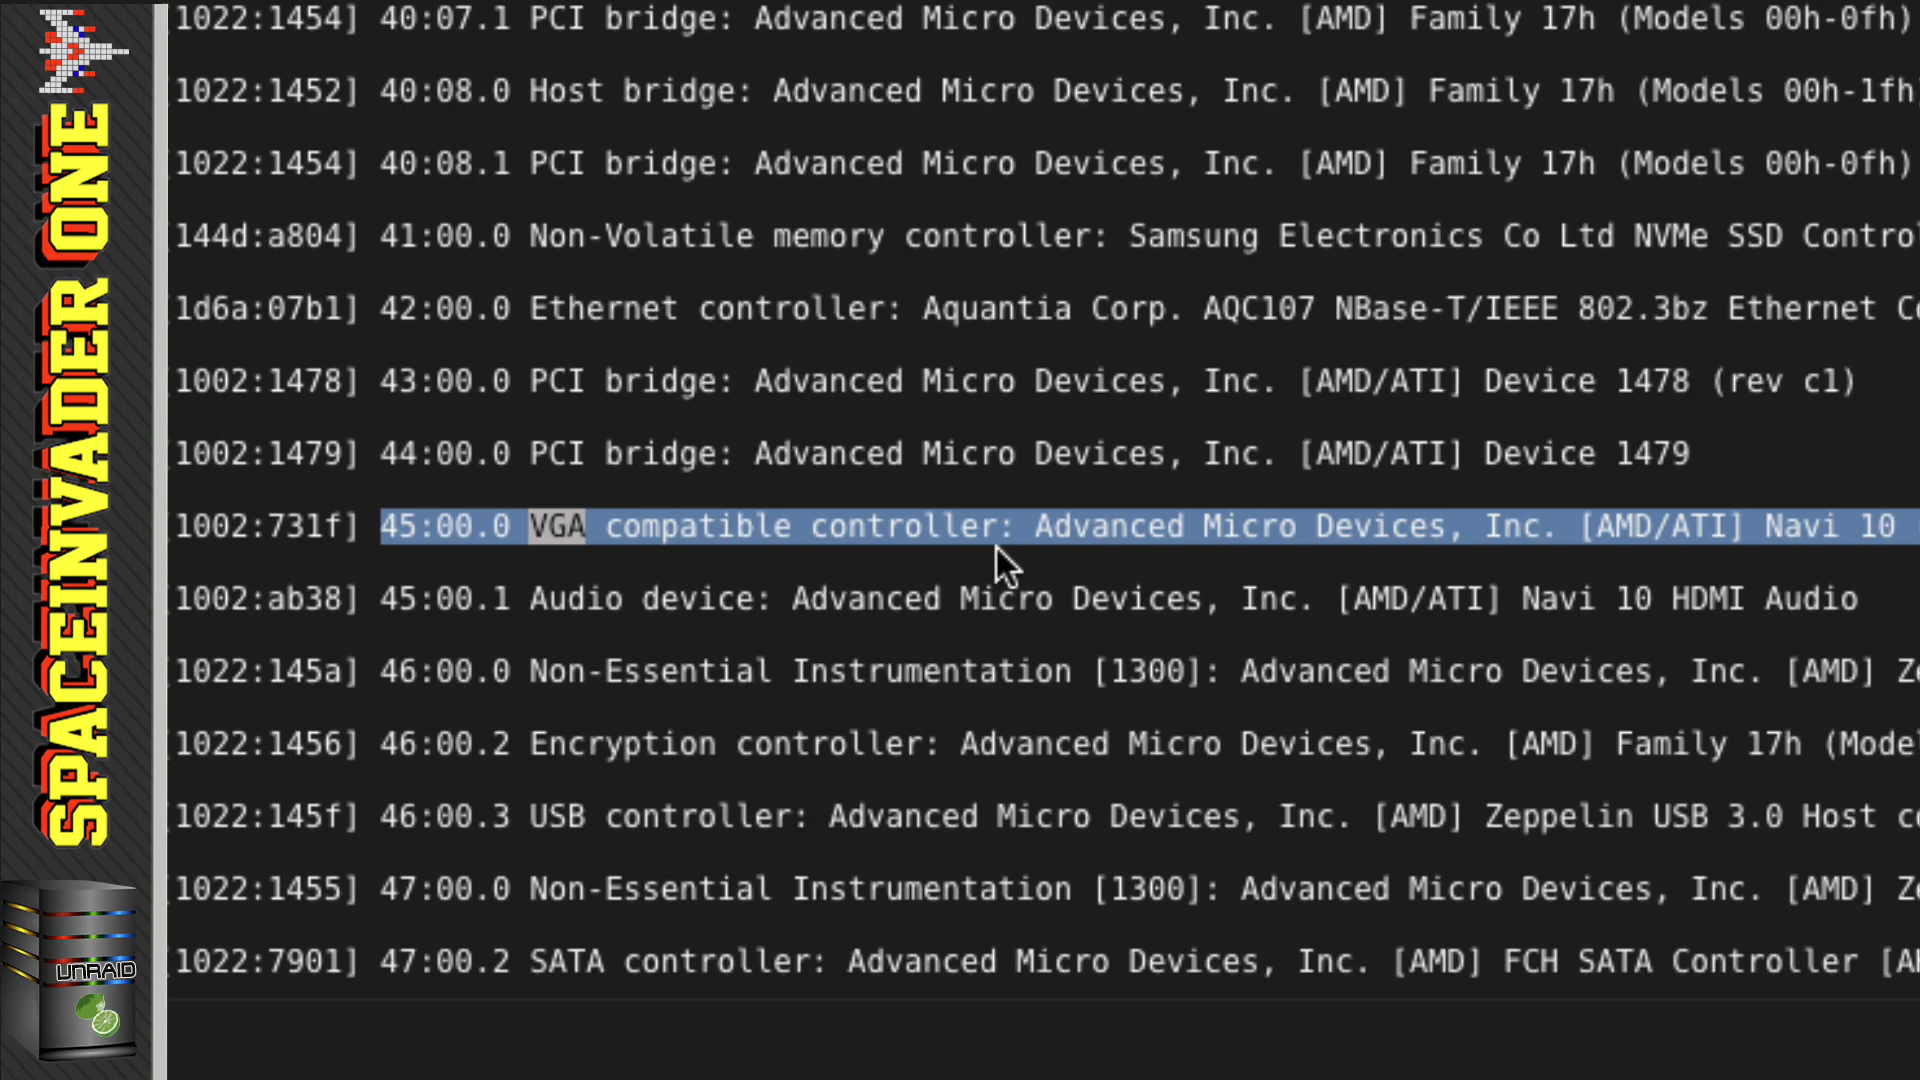 SPACEINVADER ONE
UNRAID
1022:1454] 40:07.1 PCI bridge: Advanced Micro Devices, Inc. [AMD] Family 17h (Models 00h-0fh)
1022:1452] 40:08.0 Host bridge: Advanced Micro Devices, Inc. [AMD] Family 17h (Models 00h-1fh
1022:1454] 40:08.1 PCI bridge: Advanced Micro Devices, Inc. [AMD] Family 17h (Models 00h-0fh)
144d:a804] 41:00.0 Non-Volatile memory controller: Samsung Electronics Co Ltd NVMe SSD Contro
1d6a:07b1] 42:00.0 Ethernet controller: Aquantia Corp. AQC107 NBase-T/IEEE 802.3bz Ethernet Co
1002:1478] 43:00.0 PCI bridge: Advanced Micro Devices, Inc. [AMD/ATI] Device 1478 (rev c1)
1002:1479] 44:00.0 PCI bridge: Advanced Micro Devices, Inc. [AMD/ATI] Device 1479
1002:731f] 45:00.0 VGA compatible controller: Advanced Micro Devices, Inc. [AMD/ATI] Navi 10
1002:ab38] 45:00.1 Audio device: Advanced Micro Devices, Inc. [AMD/ATI] Navi 10 HDMI Audio
1022:145a] 46:00.0 Non-Essential Instrumentation [1300]: Advanced Micro Devices, Inc. [AMD] Ze
1022:1456] 46:00.2 Encryption controller: Advanced Micro Devices, Inc. [AMD] Family 17h (Model
1022:145f] 46:00.3 USB controller: Advanced Micro Devices, Inc. [AMD] Zeppelin USB 3.0 Host co
1022:1455] 47:00.0 Non-Essential Instrumentation [1300]: Advanced Micro Devices, Inc. [AMD] Ze
1022:7901] 47:00.2 SATA controller: Advanced Micro Devices, Inc. [AMD] FCH SATA Controller [AH